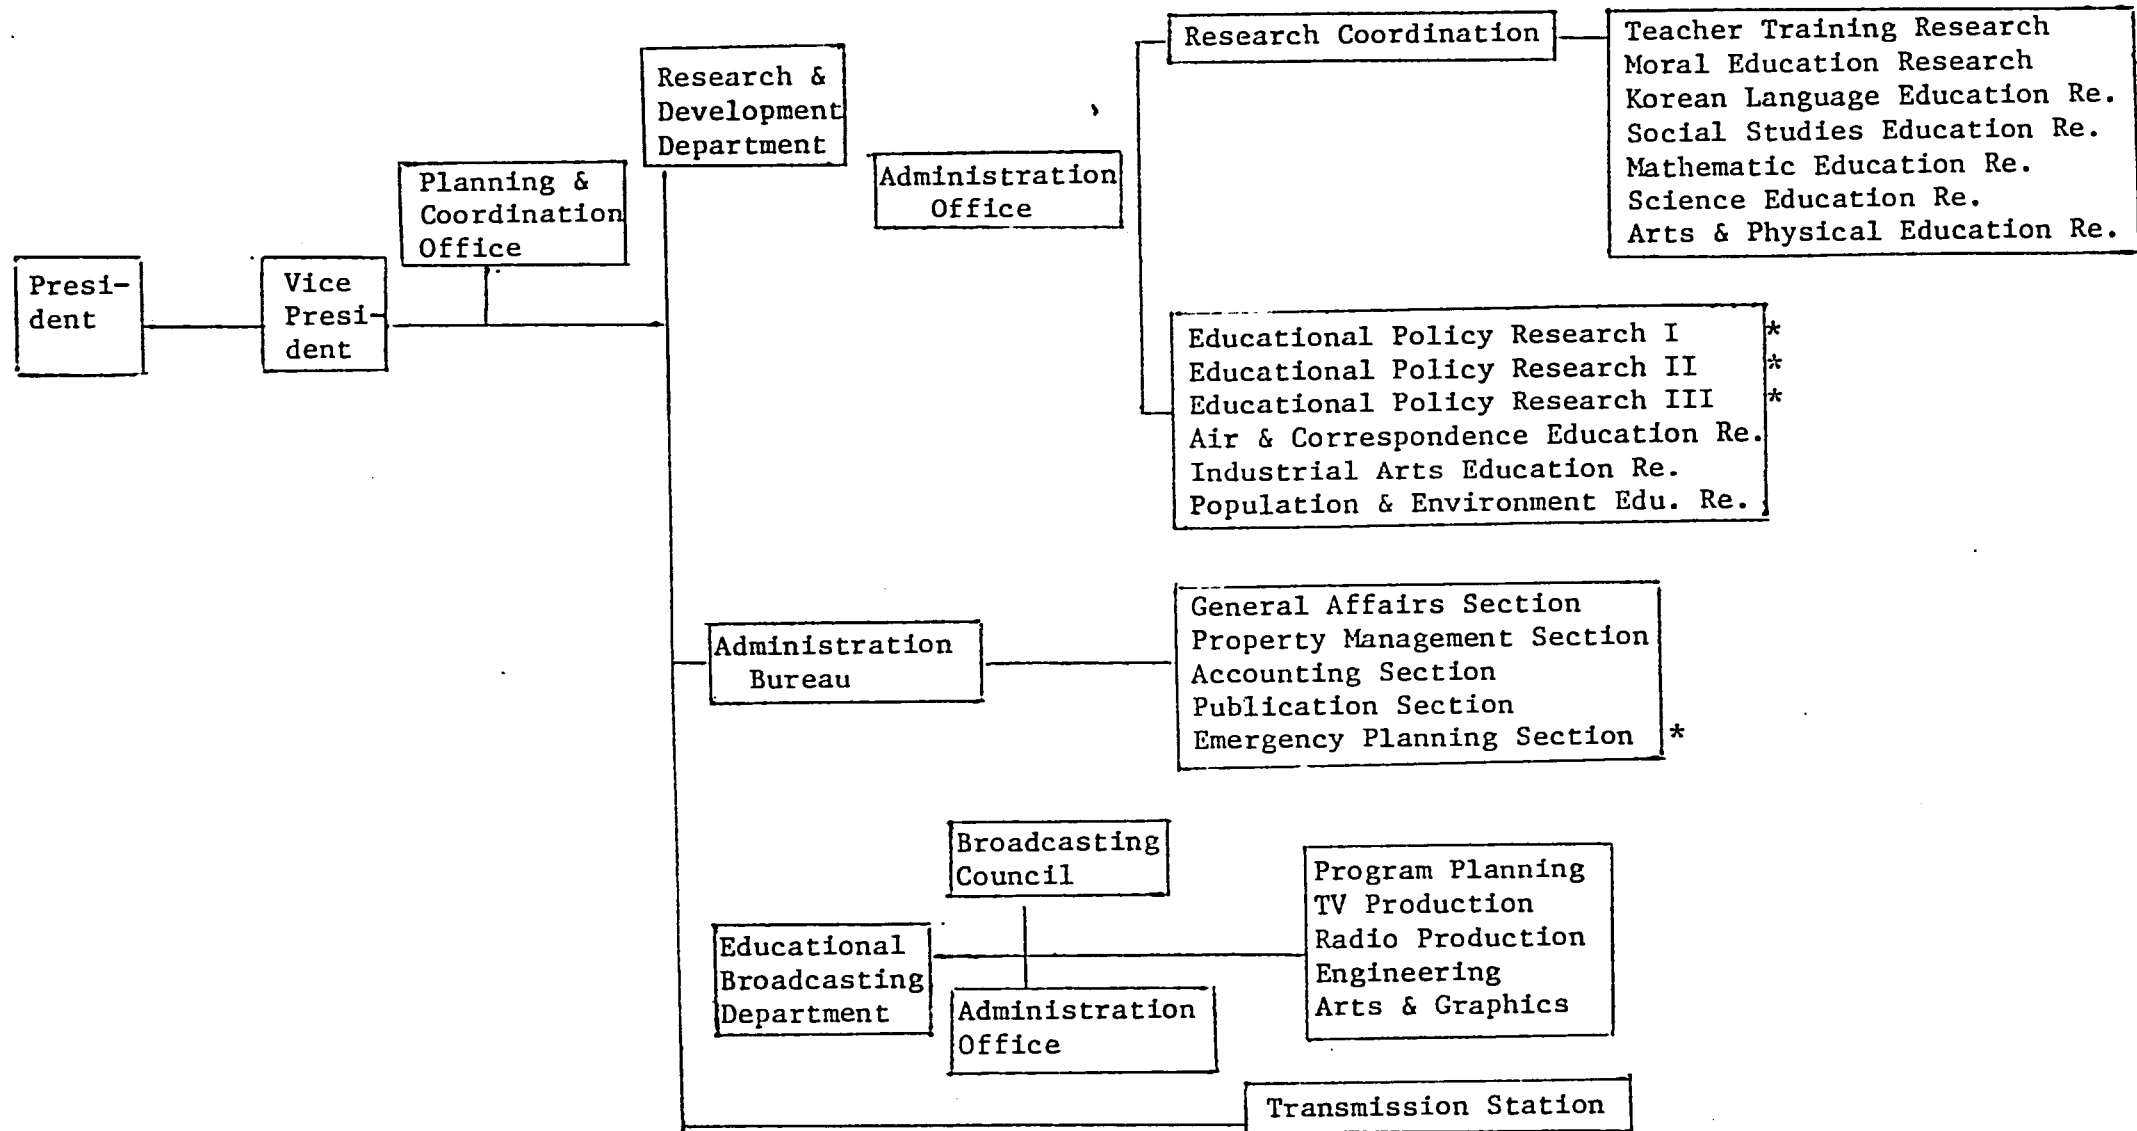 Presi-
dent
Vice
Presi-
dent
Planning &
Coordination
Office
Research &
Development
Department
Administration
Office
Research Coordination
Teacher Training Research
Moral Education Research
Korean Language Education Re.
Social Studies Education Re.
Mathematic Education Re.
Science Education Re.
Arts & Physical Education Re.
Educational Policy Research I *
Educational Policy Research II *
Educational Policy Research III *
Air & Correspondence Education Re.
Industrial Arts Education Re.
Population & Environment Edu. Re.
Administration
Bureau
General Affairs Section
Property Management Section
Accounting Section
Publication Section
Emergency Planning Section *
Educational
Broadcasting
Department
Broadcasting
Council
Administration
Office
Program Planning
TV Production
Radio Production
Engineering
Arts & Graphics
Transmission Station